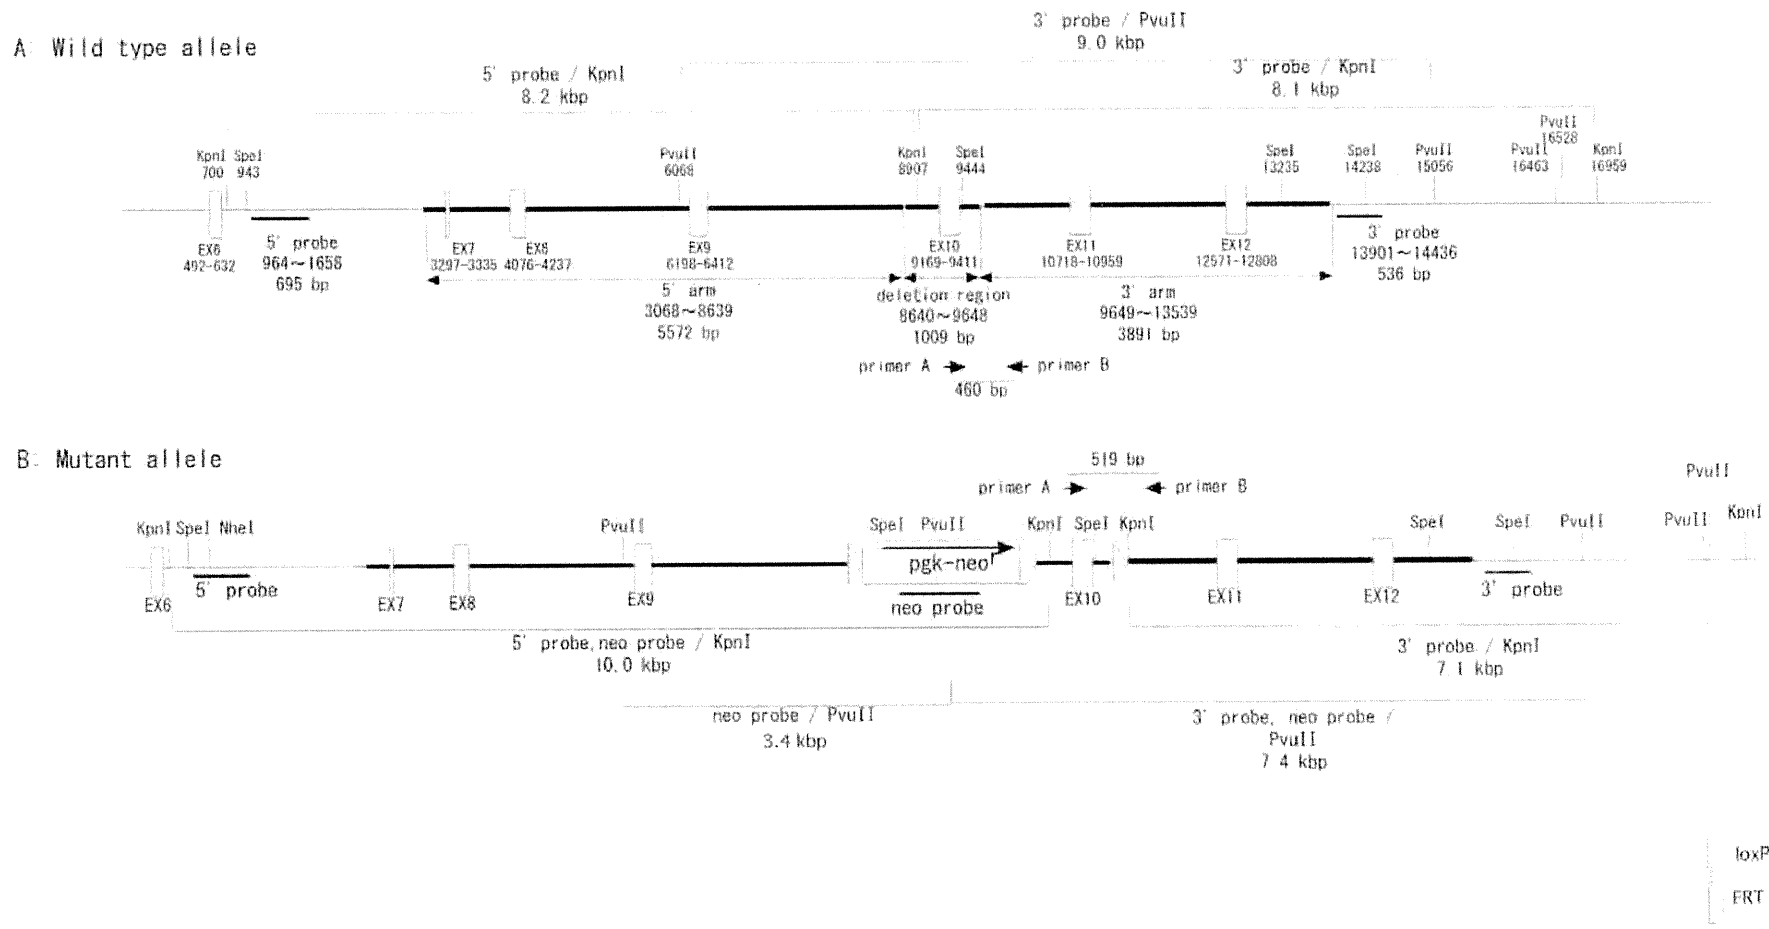 A: Wild type allele
3' probe / PvuII
9.0 kbp
5' probe / KpnI
8.2 kbp
3' probe / KpnI
8.1 kbp
KpnI
700
SpeI
943
PvuII
6068
KpnI
8907
SpeI
9444
SpeI
13235
SpeI
14238
PvuII
15056
PvuII
16463
PvuII
16528
KpnI
16959
EX6
492-632
5' probe
964~1658
695 bp
EX7
3297-3335
EX8
4076-4237
EX9
6198-6412
EX10
9169-9411
EX11
10718-10959
EX12
12571-12808
3' probe
13901~14436
536 bp
5' arm
3068~8639
5572 bp
deletion region
8640~9648
1009 bp
3' arm
9649~13539
3891 bp
primer A
primer B
460 bp
B: Mutant allele
519 bp
primer A
primer B
KpnI SpeI NheI
PvuII
SpeI PvuII
KpnI SpeI KpnI
SpeI
SpeI
PvuII
PvuII
PvuII
KpnI
pgk-neo^r
5' probe
neo probe
3' probe
EX6
EX7
EX8
EX9
EX10
EX11
EX12
5' probe, neo probe / KpnI
10.0 kbp
3' probe / KpnI
7.1 kbp
neo probe / PvuII
3.4 kbp
3' probe, neo probe /
PvuII
7.4 kbp
loxP
FRT